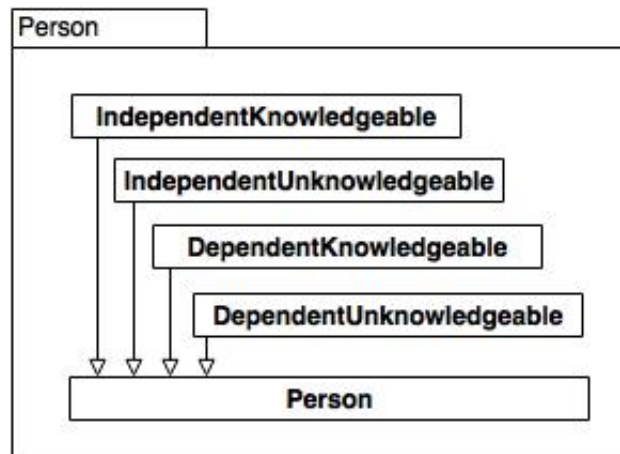 Person
IndependentKnowledgeable
IndependentUnknowledgeable
DependentKnowledgeable
DependentUnknowledgeable
Person